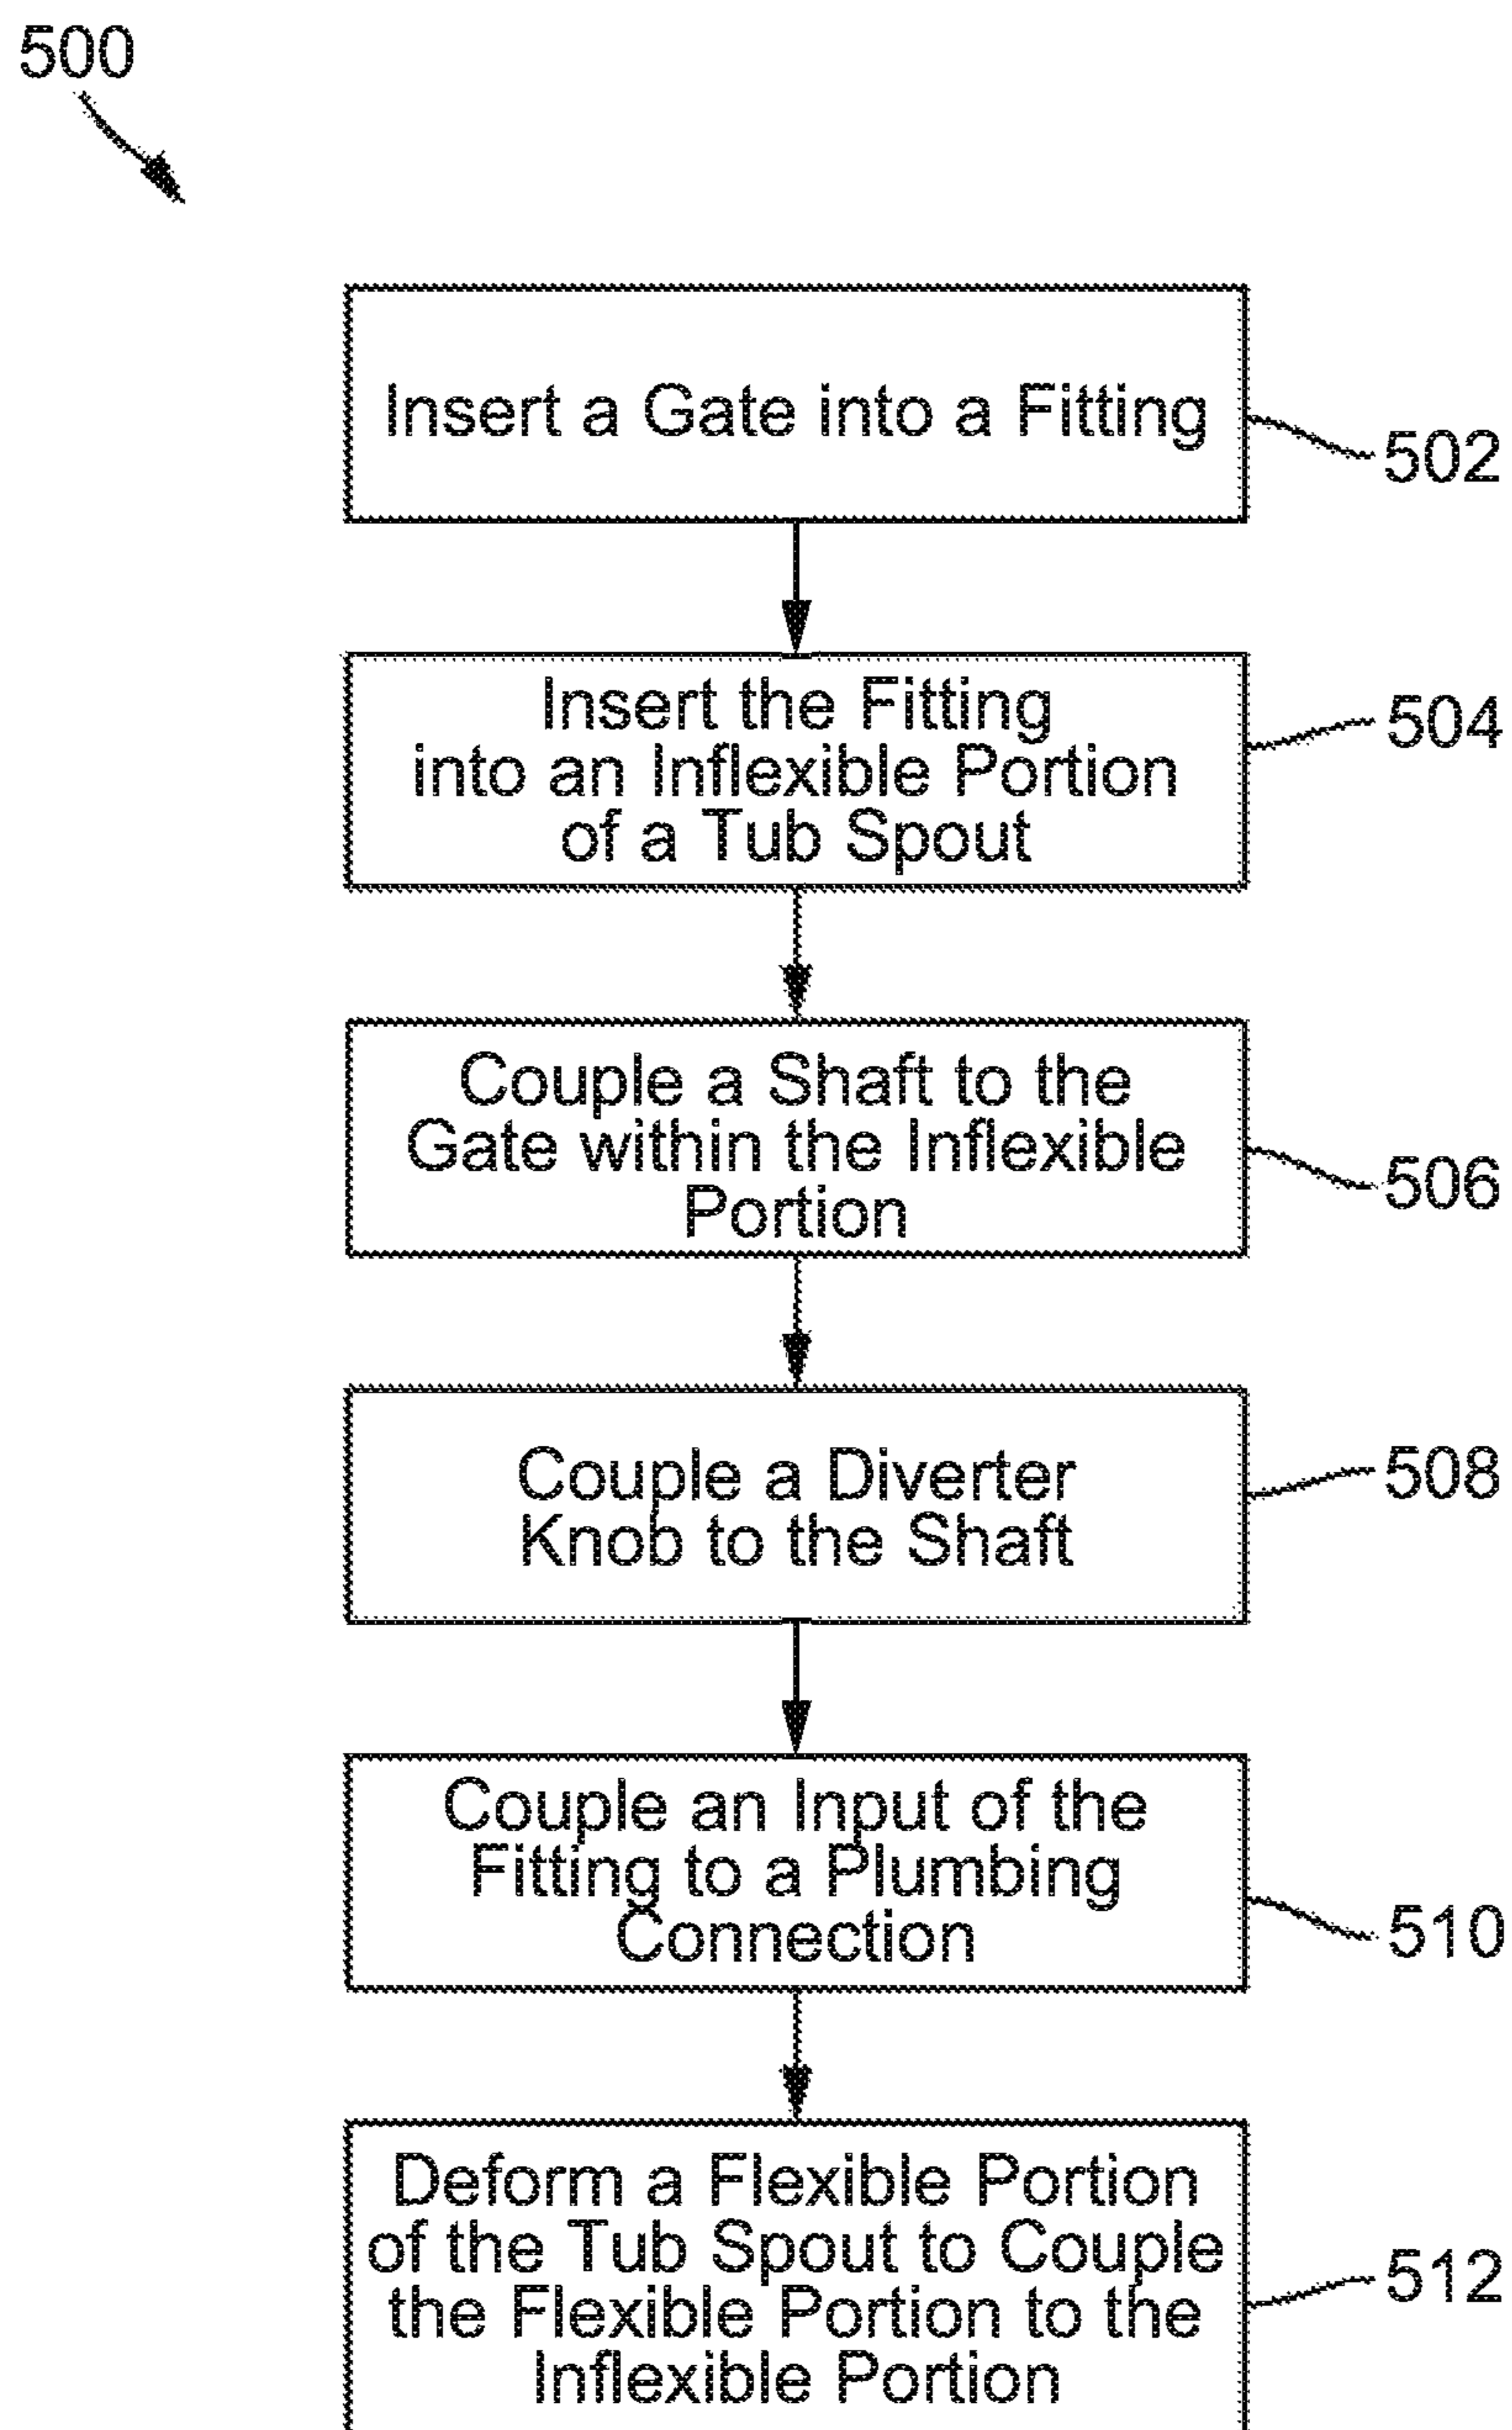 500
Insert a Gate into a Fitting
502
Insert the Fitting
into an Inflexible Portion
of a Tub Spout
504
Couple a Shaft to the
Gate within the Inflexible
Portion
506
Couple a Diverter
Knob to the Shaft
508
Couple an Input of the
Fitting to a Plumbing
Connection
510
Deform a Flexible Portion
of the Tub Spout to Couple
the Flexible Portion to the
Inflexible Portion
512